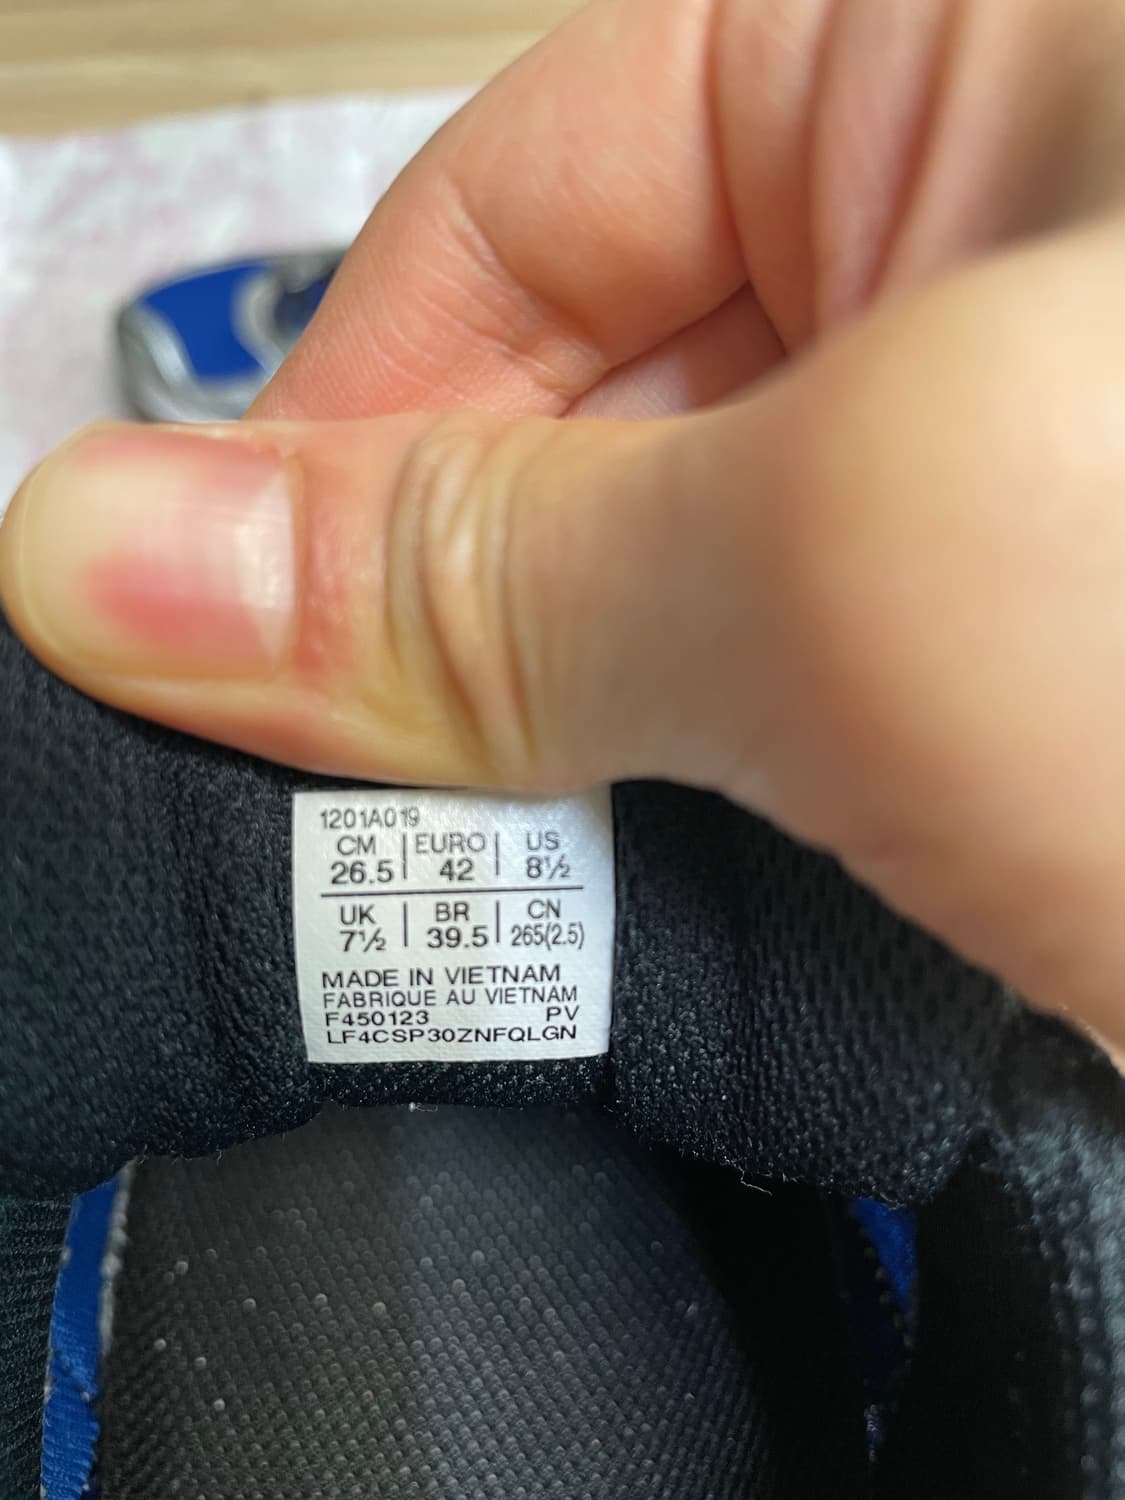 1201A019
CM | EURO | US
26.5 | 42 | 8½
UK | BR | CN
7½ | 39.5 | 265(2.5)
MADE IN VIETNAM
FABRIQUE AU VIETNAM
F450123 PV
LF4CSP30ZNFQLGN